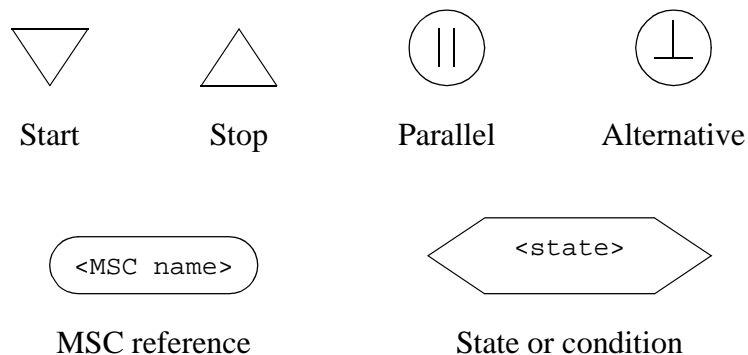 Start Stop Parallel Alternative
<MSC name> <state>
MSC reference State or condition